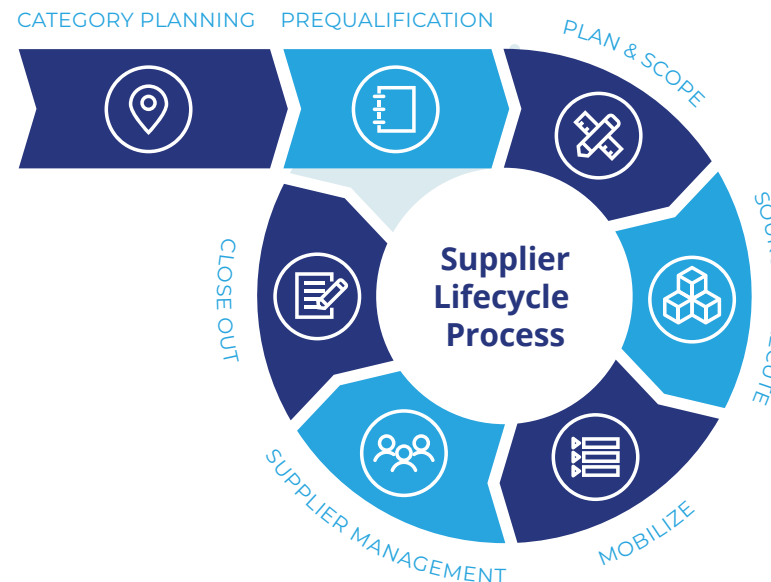 CATEGORY PLANNING
PREQUALIFICATION
PLAN & SCOPE
MOBILIZE
SUPPLIER MANAGEMENT
CLOSE OUT
Supplier
Lifecycle
Process